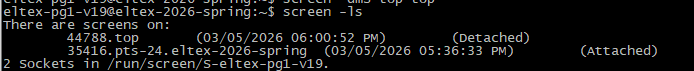 eltex-pg1-v19@eltex-2026-spring:~$ screen -dmS top top
eltex-pg1-v19@eltex-2026-spring:~$ screen -ls
There are screens on:
44788.top (03/05/2026 06:00:52 PM) (Detached)
35416.pts-24.eltex-2026-spring (03/05/2026 05:36:33 PM) (Attached)
2 Sockets in /run/screen/S-eltex-pg1-v19.